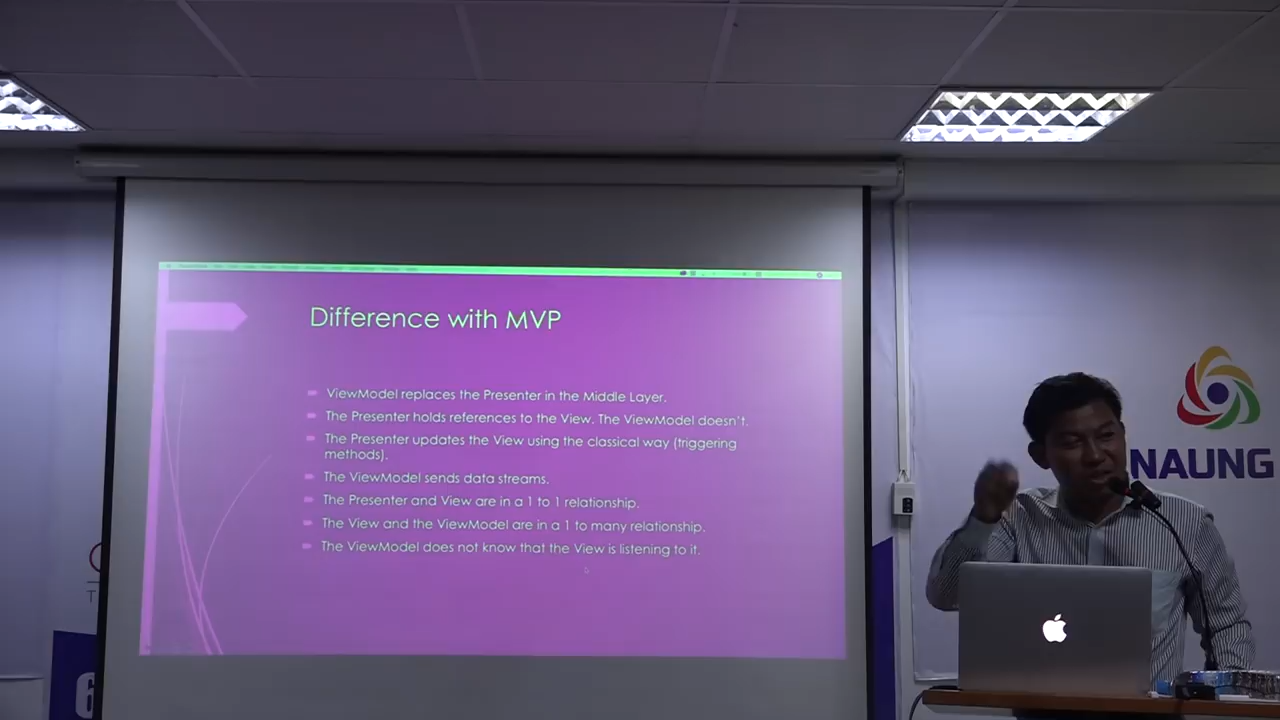 Difference with MVP
ViewModel replaces the Presenter in the Middle Layer.
The Presenter holds references to the View. The ViewModel doesn't.
The Presenter updates the View using the classical way (triggering
methods).
The ViewModel sends data streams.
The Presenter and View are in a 1 to 1 relationship.
The View and the ViewModel are in a 1 to many relationship.
The ViewModel does not know that the View is listening to it.
NAUNG
6